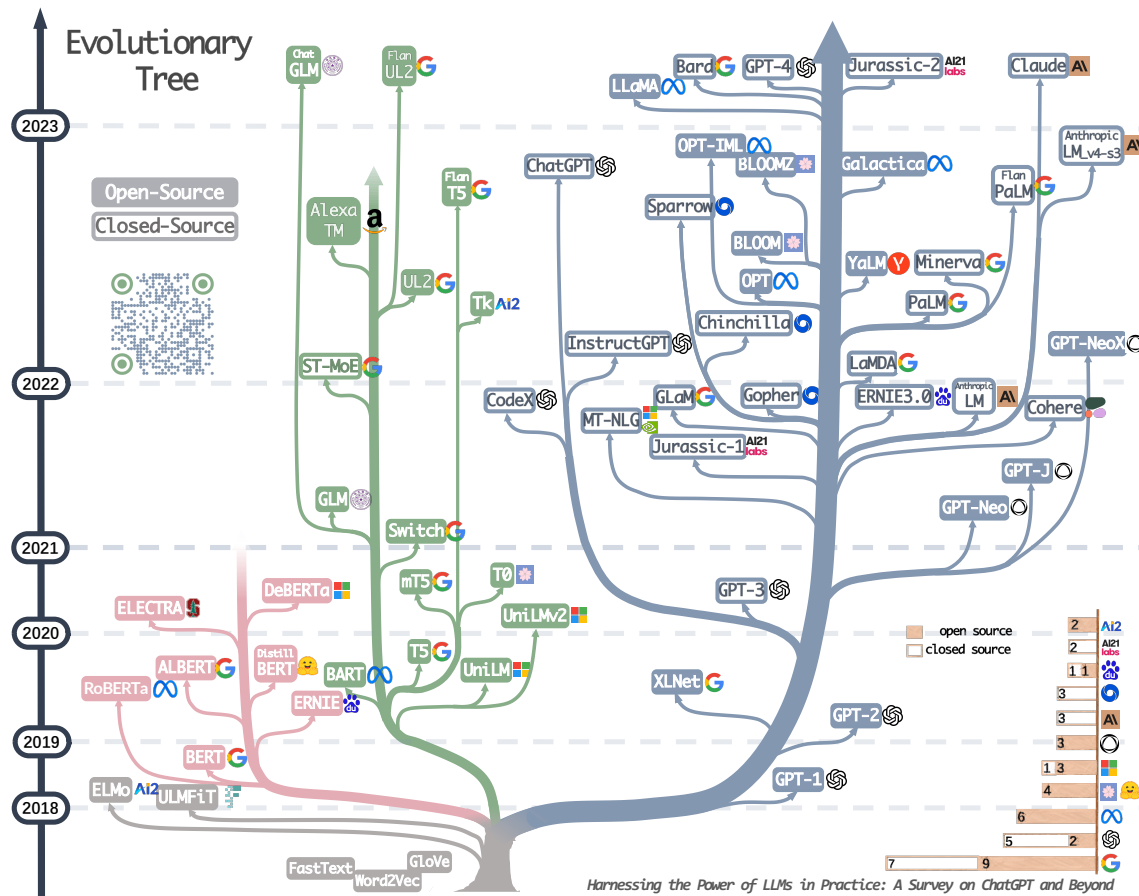 Evolutionary
Tree
2023
2022
2021
2020
2019
2018
Open-Source
Closed-Source
Chat
GLM
Flan
UL2
Bard
GPT-4
Jurassic-2
AI21
labs
Claude
A\
LLaMA
Anthropic
LM_v4-s3
A\
OPT-IML
BLOOMZ
Galactica
ChatGPT
Flan
T5
Flan
PaLM
Alexa
TM
a
Sparrow
BLOOM
YaLM
Y
Minerva
UL2
OPT
Tk
Ai2
PaLM
Chinchilla
InstructGPT
GPT-NeoX
ST-MoE
LaMDA
CodeX
GLaM
Gopher
ERNIE3.0
du
Anthropic
LM
A\
Cohere
MT-NLG
Jurassic-1
AI21
labs
GPT-J
GLM
GPT-Neo
Switch
mT5
T0
DeBERTa
GPT-3
ELECTRA
UniLMv2
T5
Distill
BERT
ALBERT
BART
UniLM
RoBERTa
ERNIE
du
XLNet
GPT-2
BERT
ELMo
Ai2
ULMFiT
GPT-1
FastText
Word2Vec
GloVe
open source
closed source
2
Ai2
2
AI21
labs
1 1
du
3
3
A\
3
1 3
4
6
5 2
7 9
Harnessing the Power of LLMs in Practice: A Survey on ChatGPT and Beyond